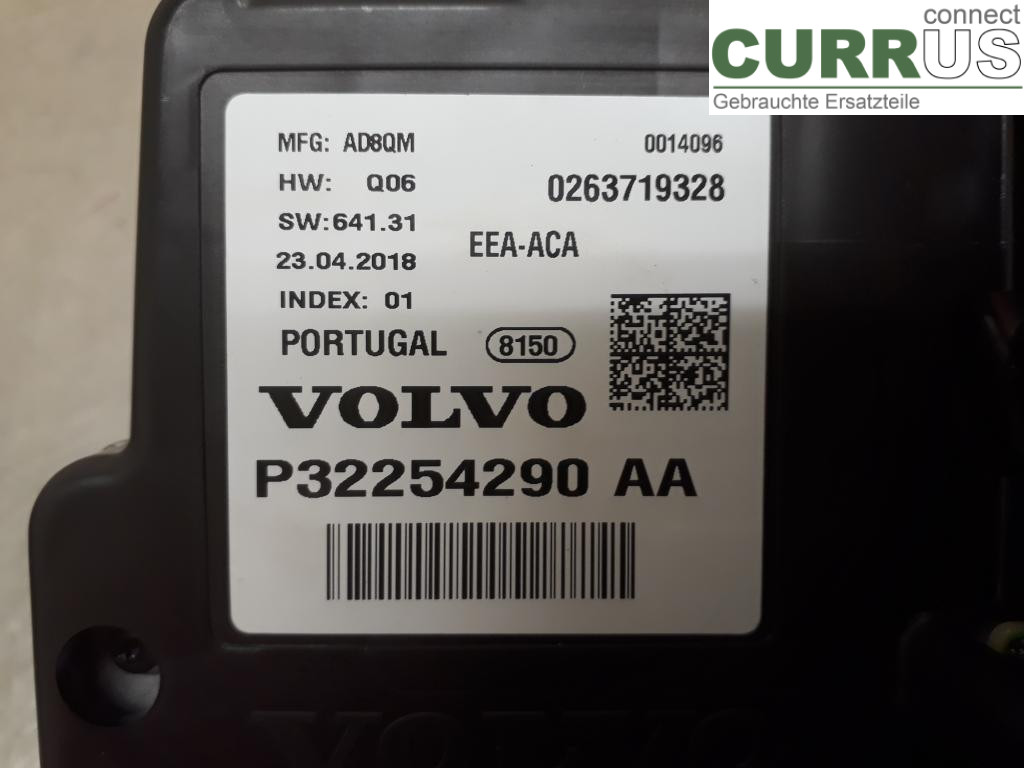 connect
CURRUS
Gebrauchte Ersatzteile
MFG: AD8QM 0014096
HW: Q06 0263719328
SW:641.31
EEA-ACA
23.04.2018
INDEX: 01
PORTUGAL 8150
VOLVO
P32254290 AA
VOLVO